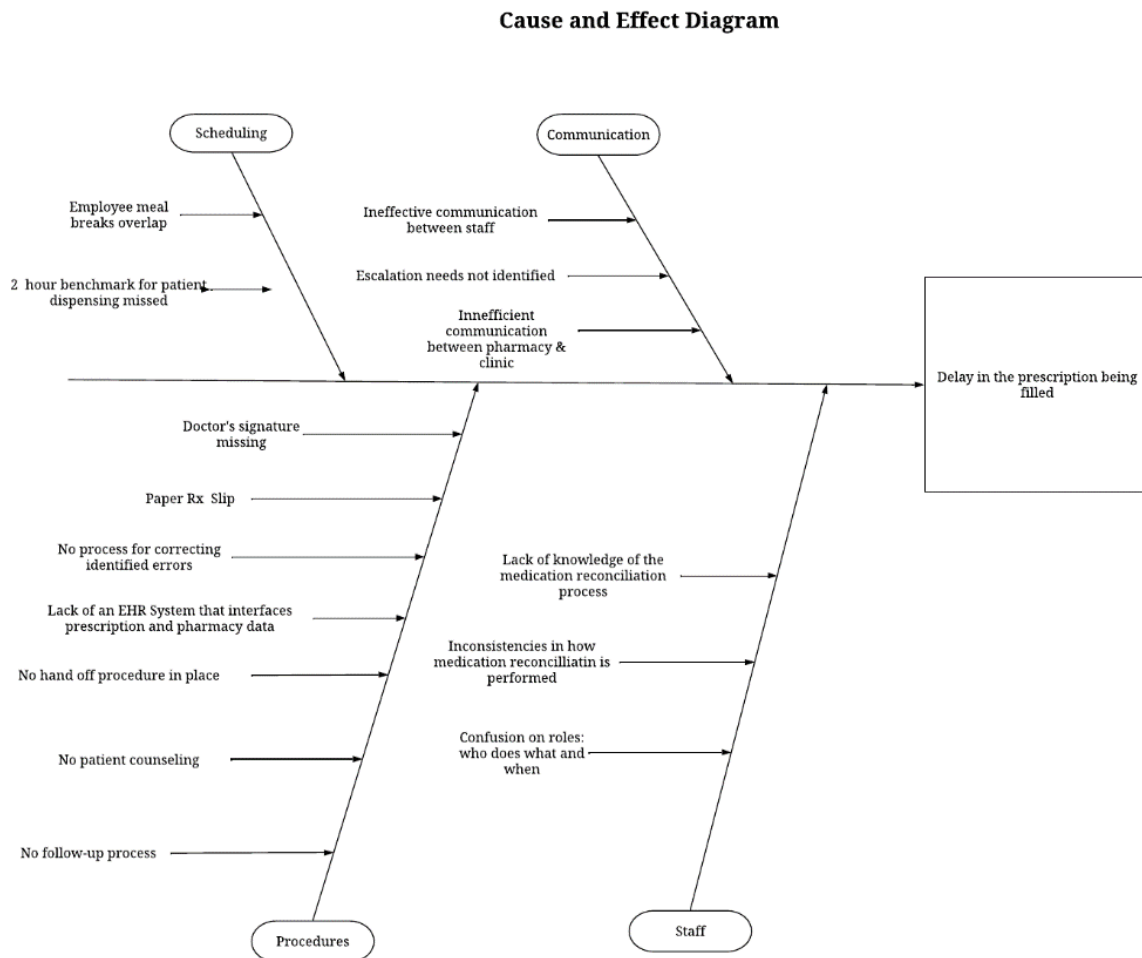 Cause and Effect Diagram
Scheduling
Communication
Employee meal
breaks overlap
Ineffective communication
between staff
2 hour benchmark for patient
dispensing missed
Escalation needs not identified
Innefficient
communication
between pharmacy &
clinic
Delay in the prescription being
filled
Doctor's signature
missing
Paper Rx Slip
No process for correcting
identified errors
Lack of an EHR System that interfaces
prescription and pharmacy data
No hand off procedure in place
No patient counseling
No follow-up process
Lack of knowledge of the
medication reconciliation
process
Inconsistencies in how
medication reconcilliatin is
performed
Confusion on roles:
who does what and
when
Procedures
Staff